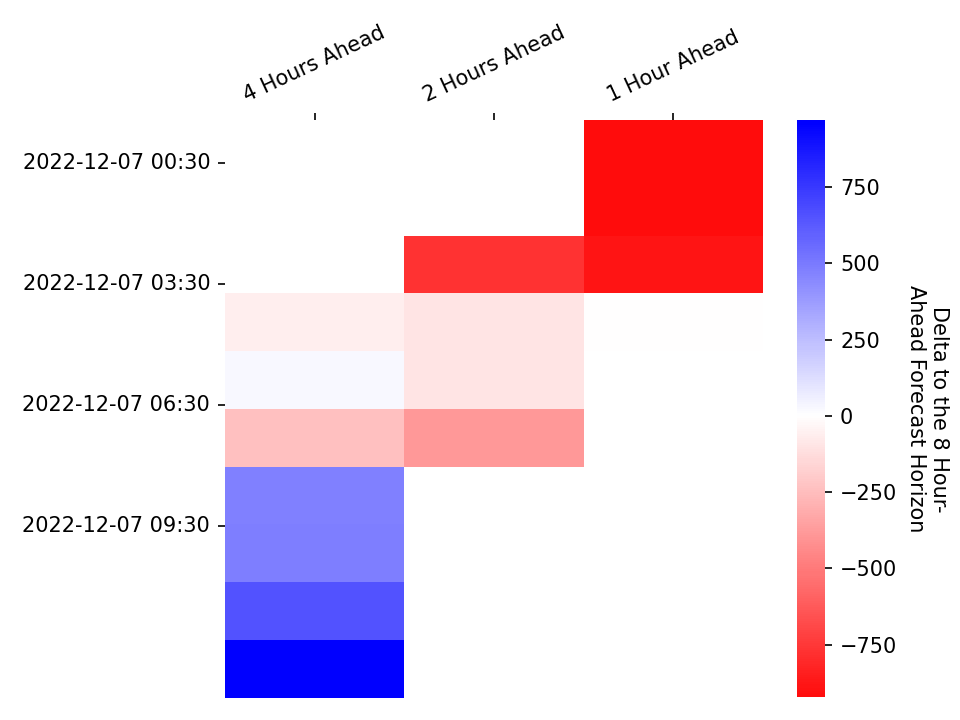 4 Hours Ahead
2 Hours Ahead
1 Hour Ahead
2022-12-07 00:30
2022-12-07 03:30
2022-12-07 06:30
2022-12-07 09:30
750
500
250
0
−250
−500
−750
Delta to the 8 Hour-
Ahead Forecast Horizon